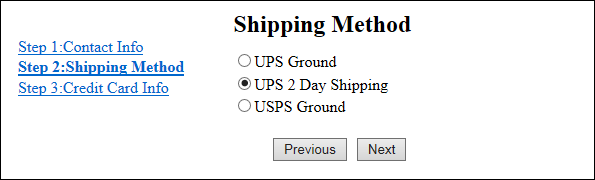 Shipping Method
Step 1:Contact Info
Step 2:Shipping Method
Step 3:Credit Card Info
UPS Ground
UPS 2 Day Shipping
USPS Ground
Previous
Next